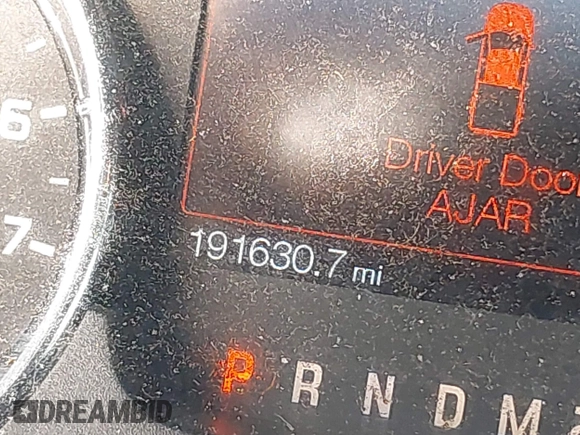 6
7
Driver Door
AJAR
191630.7 mi
P R N D M
DREAMBID